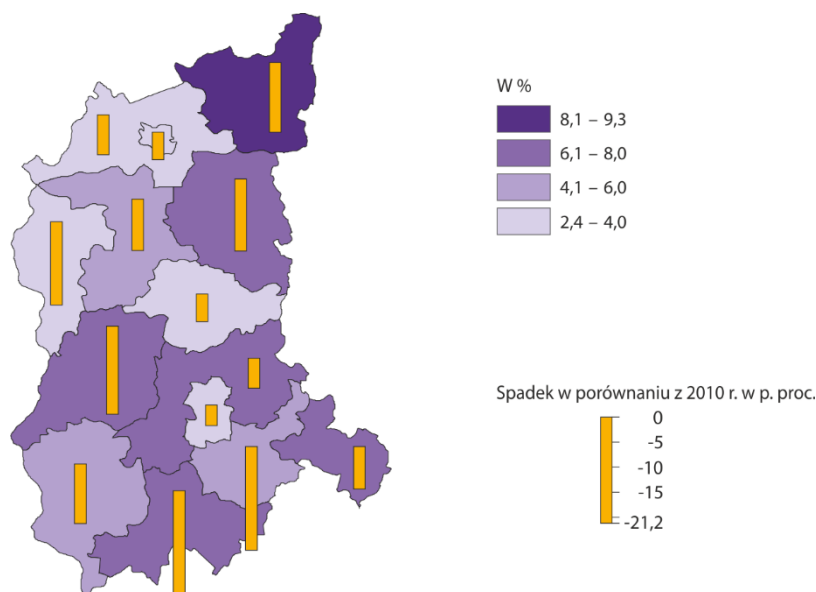 W %
8,1 – 9,3
6,1 – 8,0
4,1 – 6,0
2,4 – 4,0
Spadek w porównaniu z 2010 r. w p. proc.
0
-5
-10
-15
-21,2